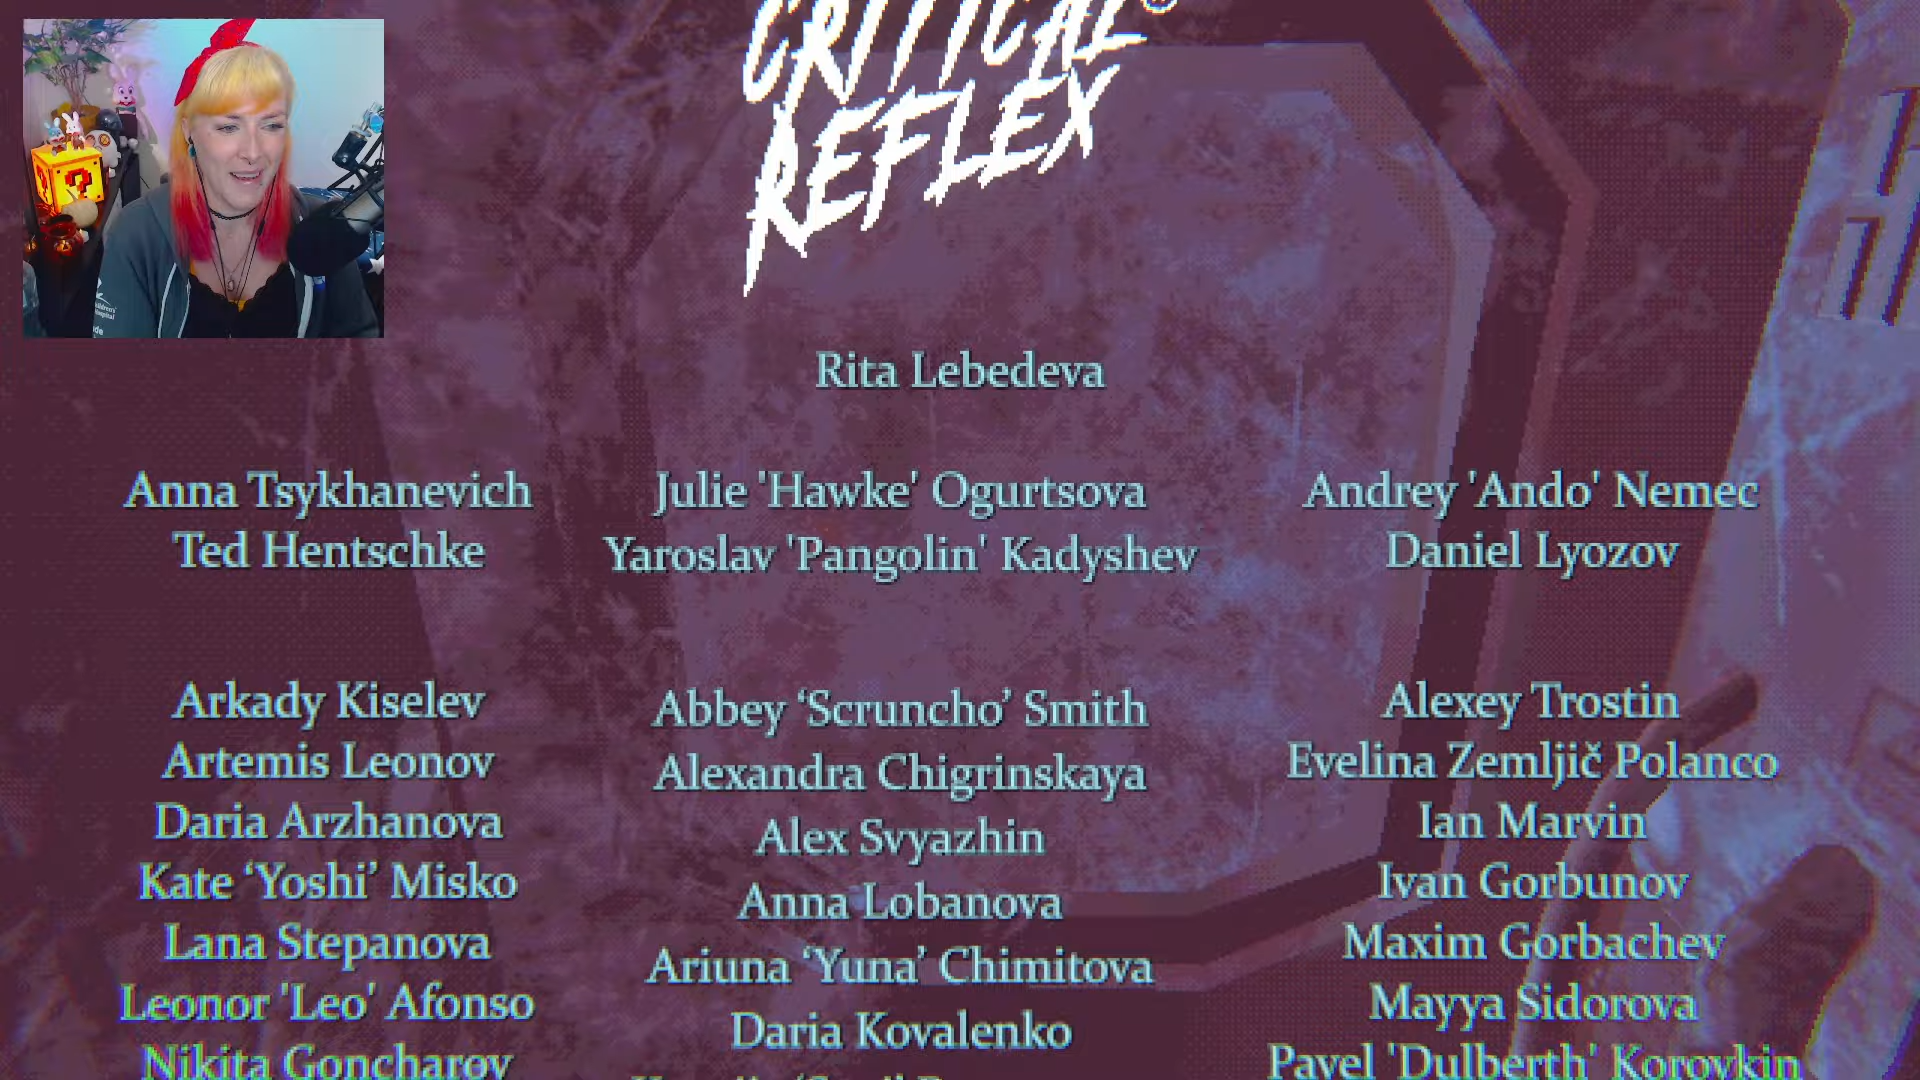 CRITICAL
REFLEX
Rita Lebedeva
Anna Tsykhanevich
Ted Hentschke
Julie 'Hawke' Ogurtsova
Yaroslav 'Pangolin' Kadyshev
Andrey 'Ando' Nemec
Daniel Lyozov
Arkady Kiselev
Artemis Leonov
Daria Arzhanova
Kate ‘Yoshi’ Misko
Lana Stepanova
Leonor 'Leo' Afonso
Nikita Goncharov
Abbey ‘Scruncho’ Smith
Alexandra Chigrinskaya
Alex Svyazhin
Anna Lobanova
Ariuna ‘Yuna’ Chimitova
Daria Kovalenko
Alexey Trostin
Evelina Zemljič Polanco
Ian Marvin
Ivan Gorbunov
Maxim Gorbachev
Mayya Sidorova
Pavel 'Dulberth' Korovkin